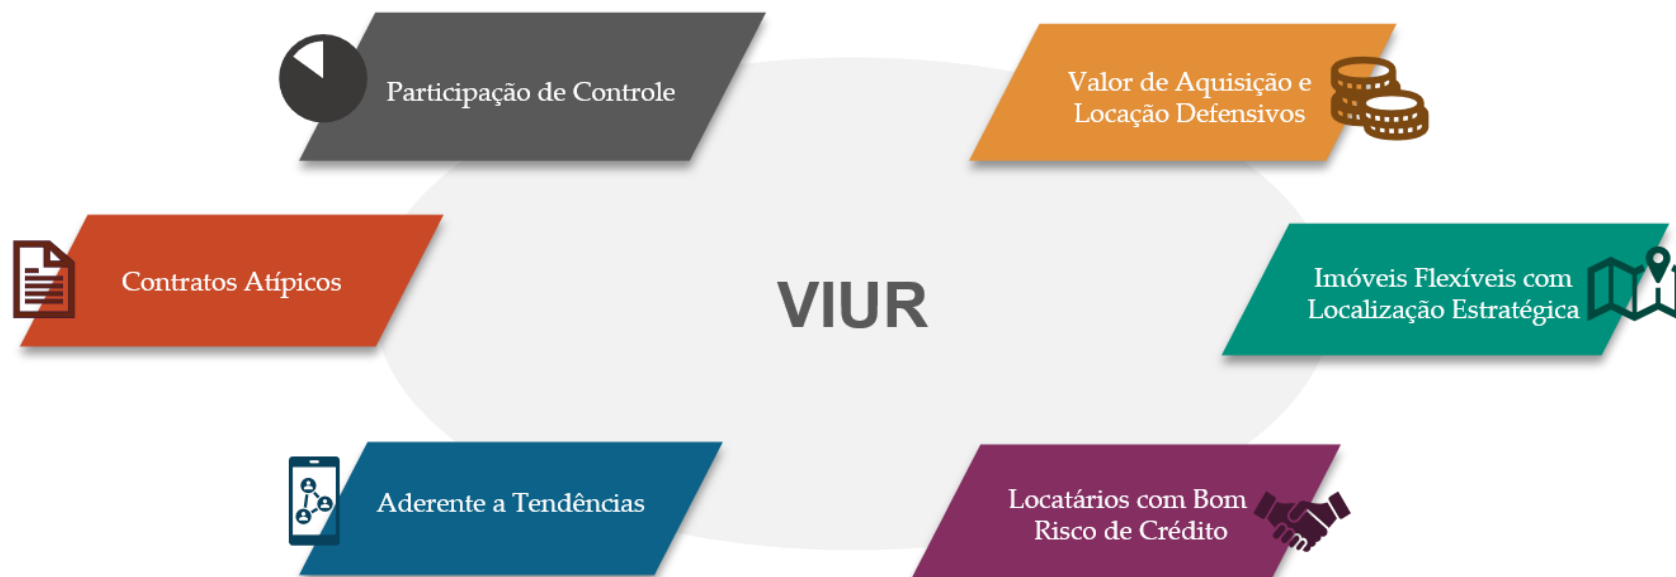 Participação de Controle
Valor de Aquisição e
Locação Defensivos
Contratos Atípicos
VIUR
Imóveis Flexíveis com
Localização Estratégica
Aderente a Tendências
Locatários com Bom
Risco de Crédito